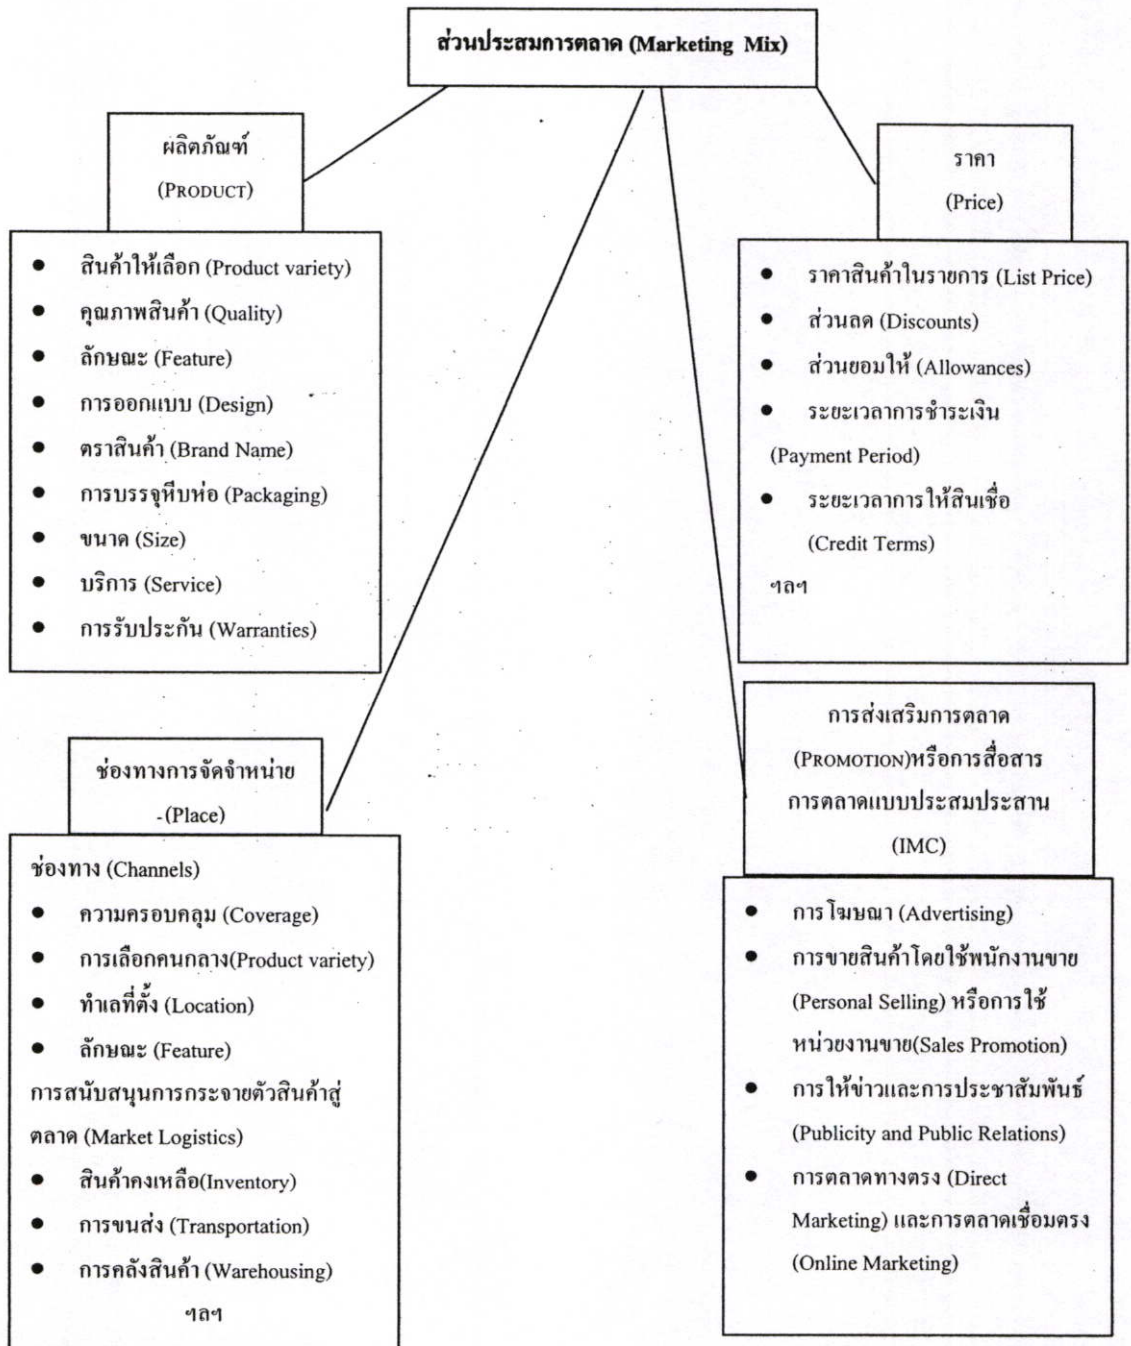 ส่วนประสมการตลาด (Marketing Mix)
ผลิตภัณฑ์
(PRODUCT)
สินค้าให้เลือก (Product variety)
คุณภาพสินค้า (Quality)
ลักษณะ (Feature)
การออกแบบ (Design)
ตราสินค้า (Brand Name)
การบรรจุหีบห่อ (Packaging)
ขนาด (Size)
บริการ (Service)
การรับประกัน (Warranties)
ราคา
(Price)
ราคาสินค้าในรายการ (List Price)
ส่วนลด (Discounts)
ส่วนยอมให้ (Allowances)
ระยะเวลาการชำระเงิน
(Payment Period)
ระยะเวลาการให้สินเชื่อ
(Credit Terms)
ฯลฯ
ช่องทางการจัดจำหน่าย
(Place)
ช่องทาง (Channels)
ความครอบคลุม (Coverage)
การเลือกคนกลาง(Product variety)
ทำเลที่ตั้ง (Location)
ลักษณะ (Feature)
การสนับสนุนการกระจายตัวสินค้าสู่
ตลาด (Market Logistics)
สินค้าคงเหลือ(Inventory)
การขนส่ง (Transportation)
การคลังสินค้า (Warehousing)
ฯลฯ
การส่งเสริมการตลาด
(PROMOTION)หรือการสื่อสาร
การตลาดแบบประสมประสาน
(IMC)
การโฆษณา (Advertising)
การขายสินค้าโดยใช้พนักงานขาย
(Personal Selling) หรือการใช้
หน่วยงานขาย(Sales Promotion)
การให้ข่าวและการประชาสัมพันธ์
(Publicity and Public Relations)
การตลาดทางตรง (Direct
Marketing) และการตลาดเชื่อมตรง
(Online Marketing)